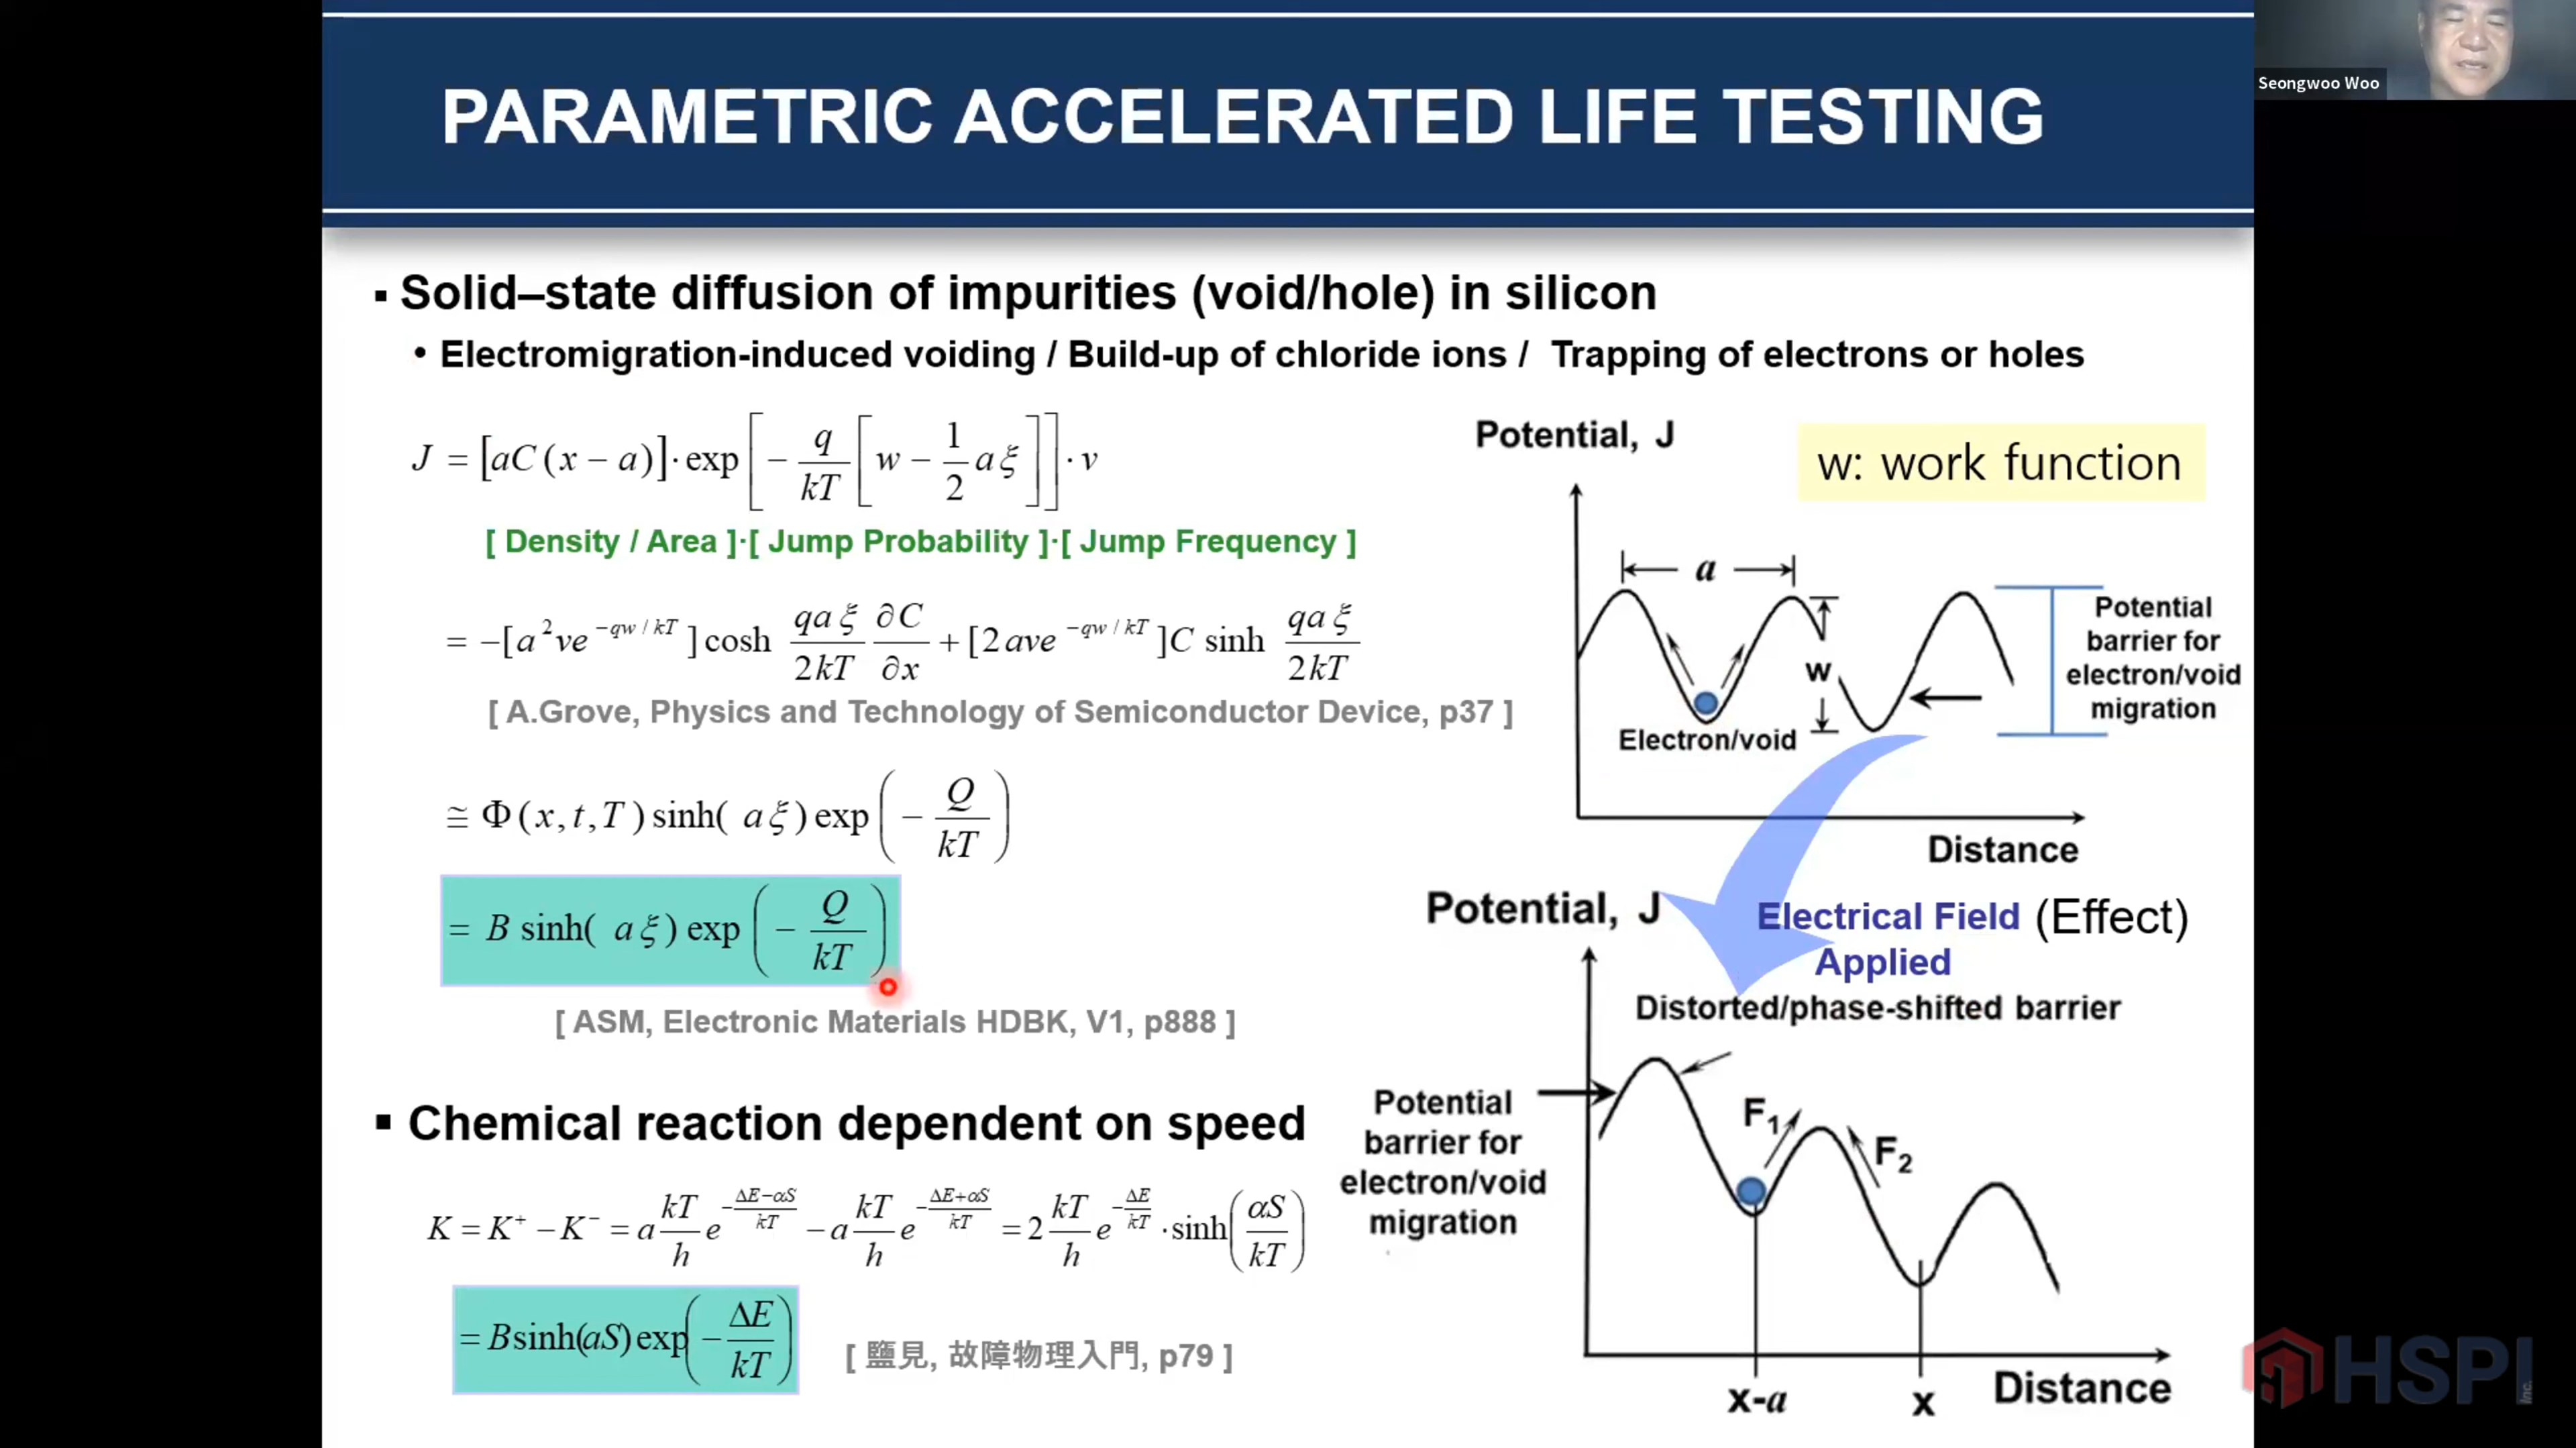 Seongwoo Woo
PARAMETRIC ACCELERATED LIFE TESTING
▪ Solid–state diffusion of impurities (void/hole) in silicon
• Electromigration-induced voiding / Build-up of chloride ions / Trapping of electrons or holes
J = [aC(x − a)]·exp[−q/kT[w − 1/2 aξ]]·v
[ Density / Area ]·[ Jump Probability ]·[ Jump Frequency ]
= −[a²ve^(−qw/kT)] cosh qaξ/2kT ∂C/∂x + [2ave^(−qw/kT)]C sinh qaξ/2kT
[ A.Grove, Physics and Technology of Semiconductor Device, p37 ]
≅ Φ(x,t,T) sinh( aξ) exp(−Q/kT)
= B sinh( aξ) exp(−Q/kT)
[ ASM, Electronic Materials HDBK, V1, p888 ]
▪ Chemical reaction dependent on speed
K = K⁺ − K⁻ = a kT/h e^(−(ΔE−αS)/kT) − a kT/h e^(−(ΔE+αS)/kT) = 2 kT/h e^(−ΔE/kT) · sinh(αS/kT)
= B sinh(aS) exp(−ΔE/kT)
[ 鹽見, 故障物理入門, p79 ]
Potential, J
w: work function
a
w
Electron/void
Potential
barrier for
electron/void
migration
Distance
Potential, J
Electrical Field (Effect)
Applied
Distorted/phase-shifted barrier
Potential
barrier for
electron/void
migration
F₁
F₂
x-a
x
Distance
HSPI Inc.